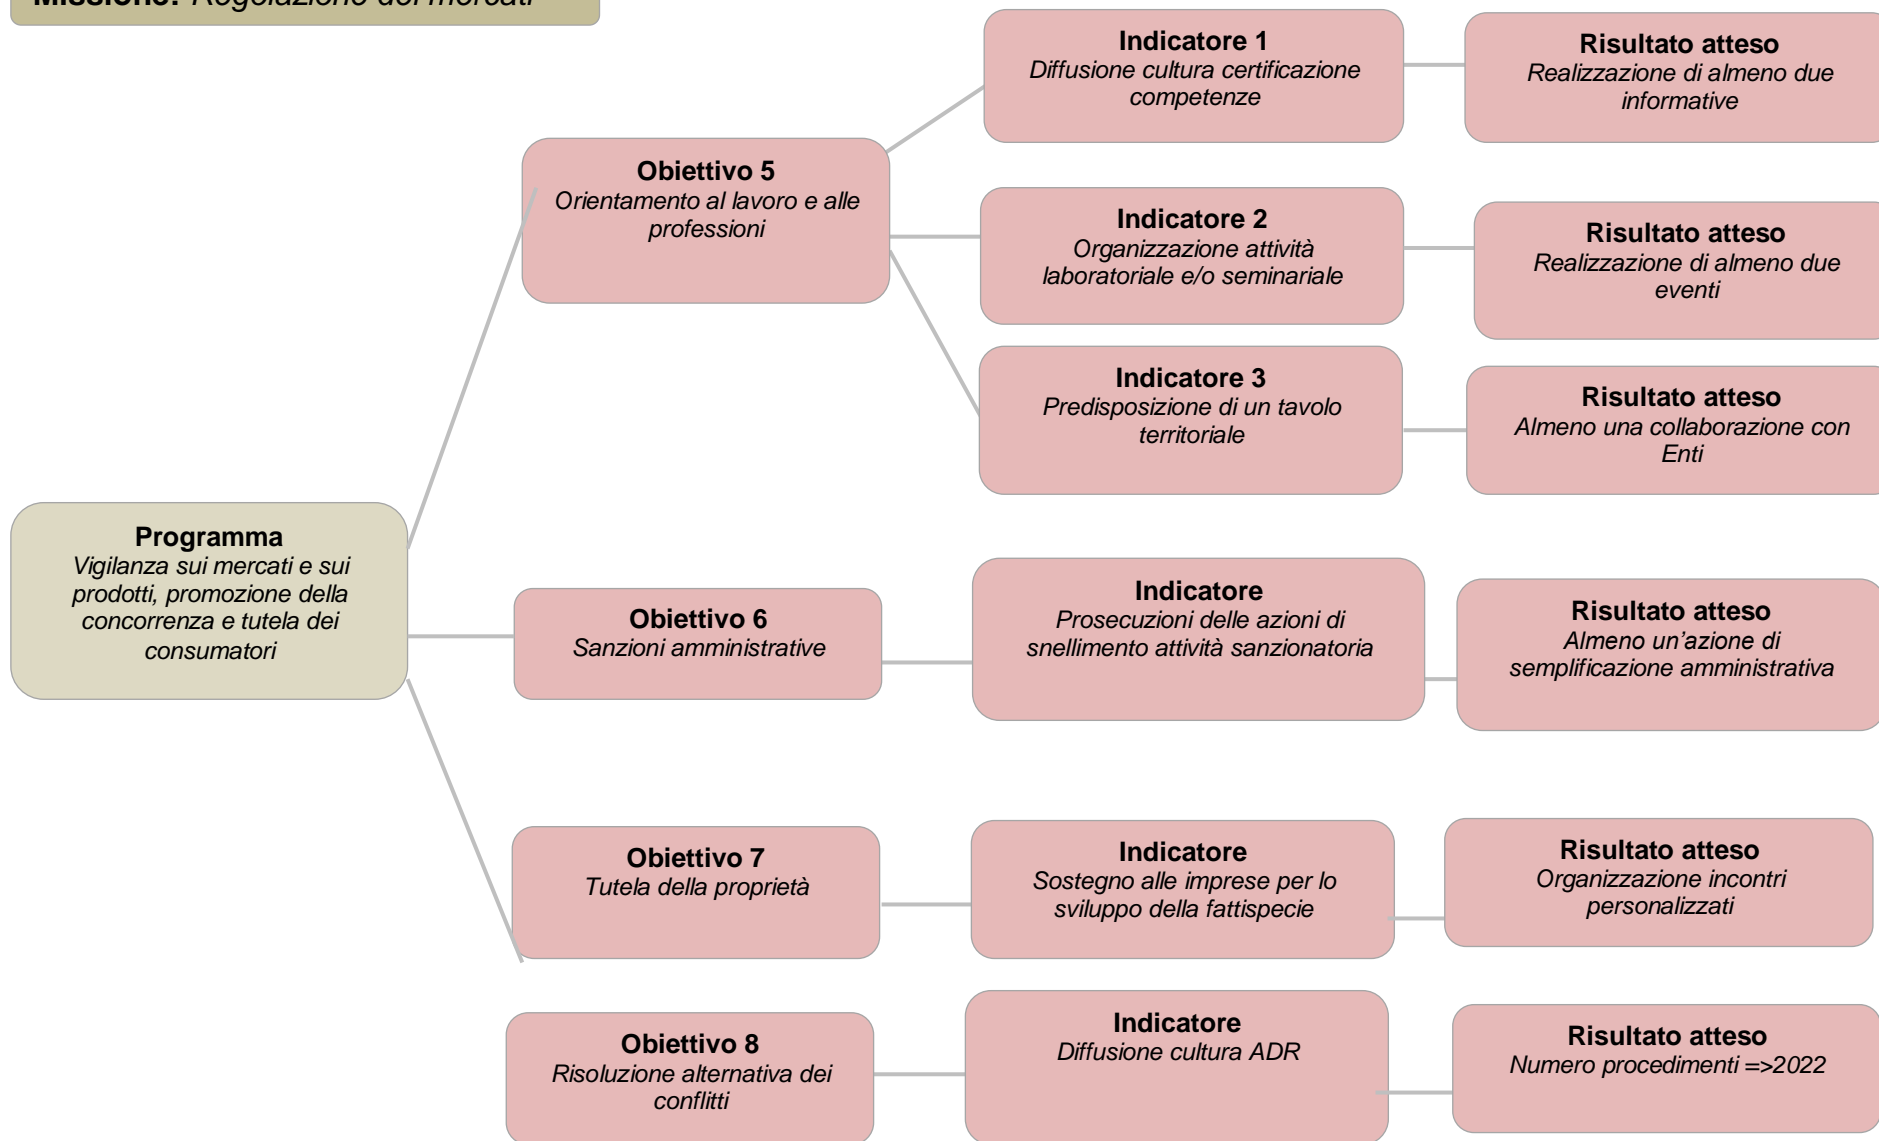 Missione: Regolazione dei mercati
Indicatore 1
Diffusione cultura certificazione
competenze
Risultato atteso
Realizzazione di almeno due
informative
Obiettivo 5
Orientamento al lavoro e alle
professioni
Indicatore 2
Organizzazione attività
laboratoriale e/o seminariale
Risultato atteso
Realizzazione di almeno due
eventi
Indicatore 3
Predisposizione di un tavolo
territoriale
Risultato atteso
Almeno una collaborazione con
Enti
Programma
Vigilanza sui mercati e sui
prodotti, promozione della
concorrenza e tutela dei
consumatori
Obiettivo 6
Sanzioni amministrative
Indicatore
Prosecuzioni delle azioni di
snellimento attività sanzionatoria
Risultato atteso
Almeno un’azione di
semplificazione amministrativa
Obiettivo 7
Tutela della proprietà
Indicatore
Sostegno alle imprese per lo
sviluppo della fattispecie
Risultato atteso
Organizzazione incontri
personalizzati
Obiettivo 8
Risoluzione alternativa dei
conflitti
Indicatore
Diffusione cultura ADR
Risultato atteso
Numero procedimenti =>2022